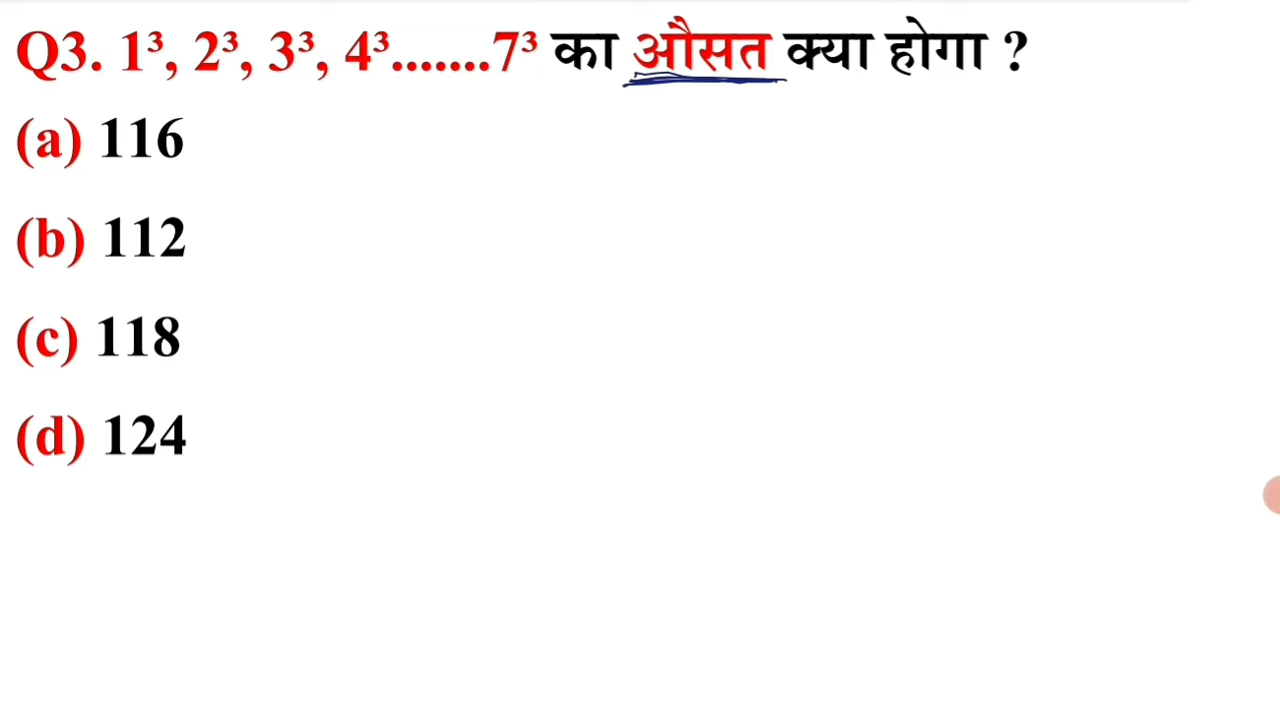 Q3. 1³, 2³, 3³, 4³.......7³ का औसत क्या होगा ?
(a) 116
(b) 112
(c) 118
(d) 124